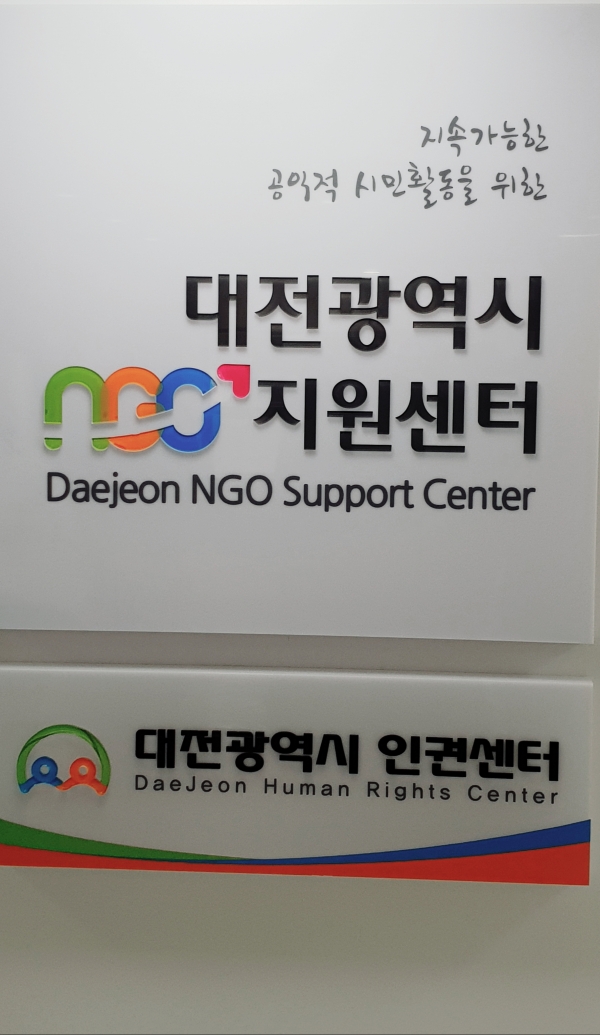 지속가능한
공익적 시민활동을 위한
대전광역시
NGO 지원센터
Daejeon NGO Support Center
대전광역시 인권센터
DaeJeon Human Rights Center